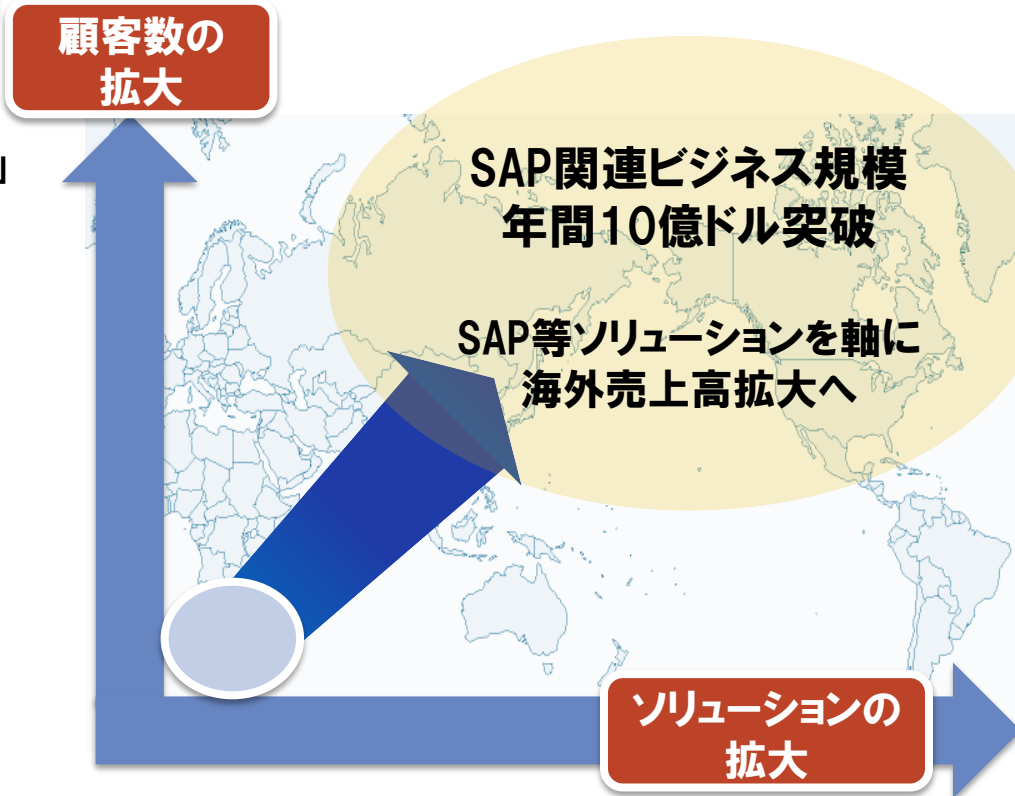 顧客数の
拡大
」
SAP関連ビジネス規模
年間10億ドル突破
SAP等ソリューションを軸に
海外売上高拡大へ
ソリューションの
拡大